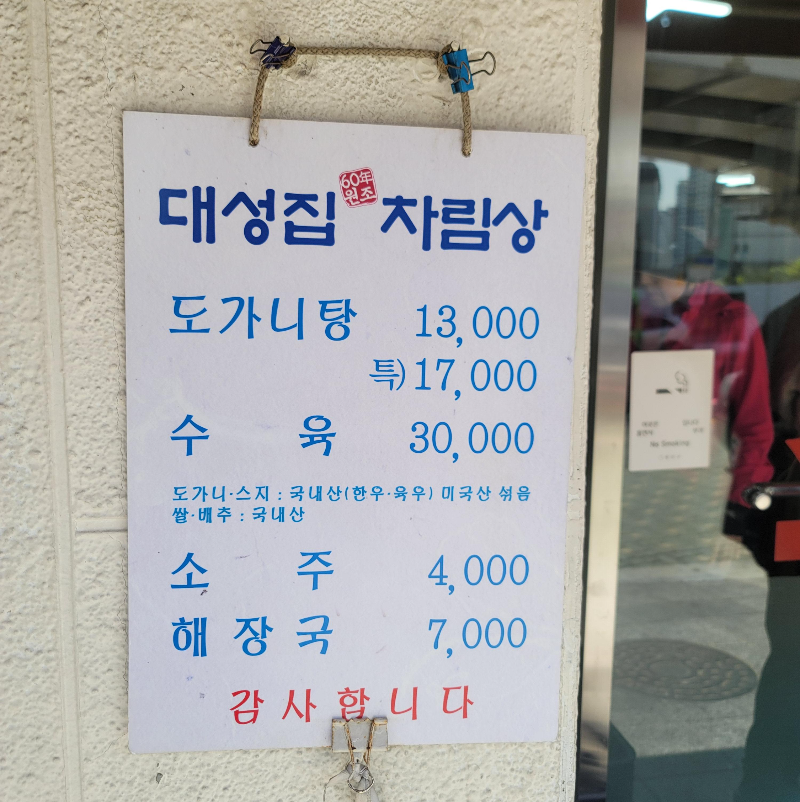 대성집 60年 원조 차림상
도가니탕 13,000
특) 17,000
수육 30,000
도가니·스지 : 국내산(한우·육우) 미국산 섞음
쌀·배추 : 국내산
소주 4,000
해장국 7,000
감사합니다
No Smoking